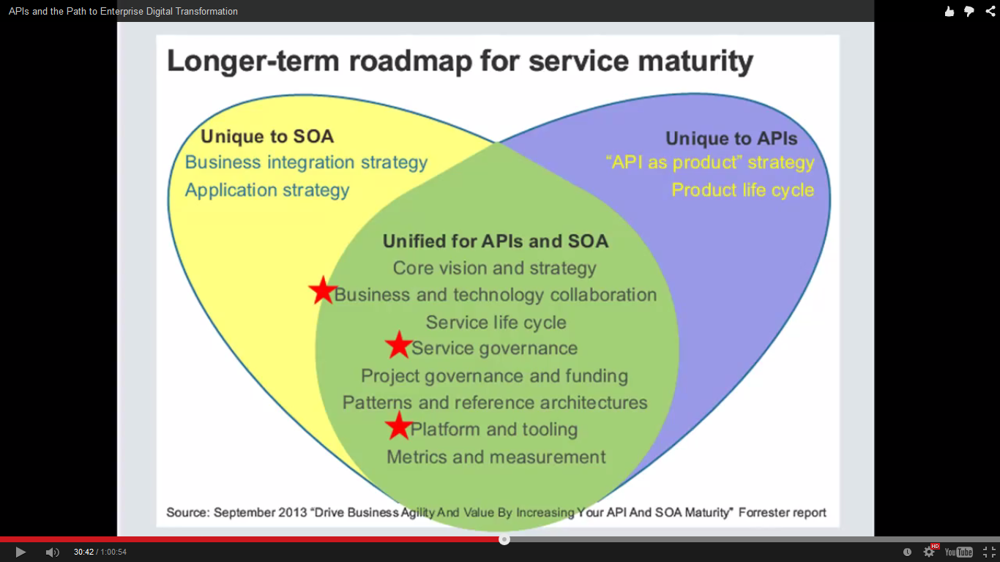 APIs and the Path to Enterprise Digital Transformation
Longer-term roadmap for service maturity
Unique to SOA
Business integration strategy
Application strategy
Unique to APIs
“API as product” strategy
Product life cycle
Unified for APIs and SOA
Core vision and strategy
Business and technology collaboration
Service life cycle
Service governance
Project governance and funding
Patterns and reference architectures
Platform and tooling
Metrics and measurement
Source: September 2013 “Drive Business Agility And Value By Increasing Your API And SOA Maturity” Forrester report
30:42 / 1:00:54
HD
YouTube